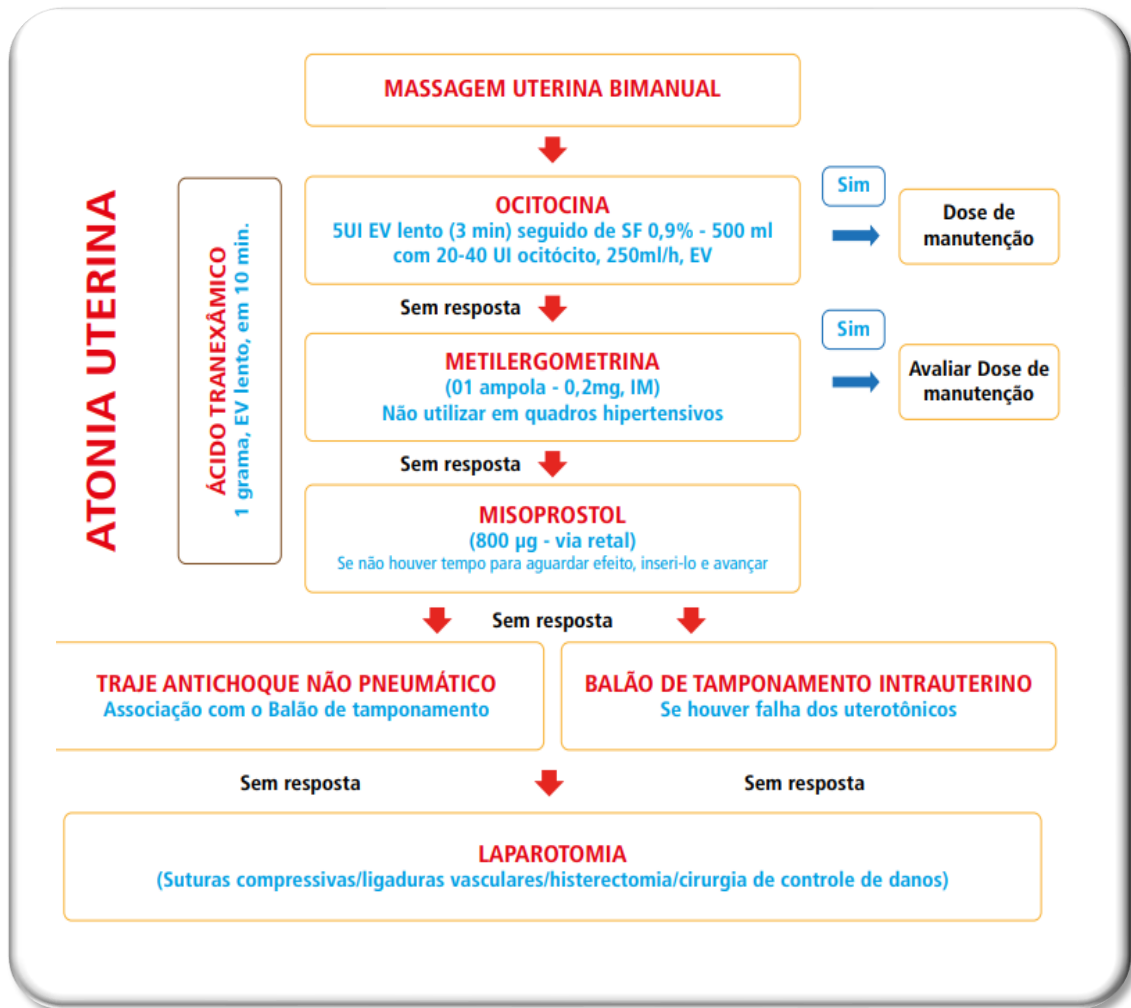 MASSAGEM UTERINA BIMANUAL
ATONIA UTERINA
ÁCIDO TRANEXÂMICO
1 grama, EV lento, em 10 min.
OCITOCINA
5UI EV lento (3 min) seguido de SF 0,9% - 500 ml
com 20-40 UI ocitócito, 250ml/h, EV
Sim
Dose de
manutenção
Sem resposta
METILERGOMETRINA
(01 ampola - 0,2mg, IM)
Não utilizar em quadros hipertensivos
Sim
Avaliar Dose de
manutenção
Sem resposta
MISOPROSTOL
(800 µg - via retal)
Se não houver tempo para aguardar efeito, inseri-lo e avançar
Sem resposta
TRAJE ANTICHOQUE NÃO PNEUMÁTICO
Associação com o Balão de tamponamento
BALÃO DE TAMPONAMENTO INTRAUTERINO
Se houver falha dos uterotônicos
Sem resposta
Sem resposta
LAPAROTOMIA
(Suturas compressivas/ligaduras vasculares/histerectomia/cirurgia de controle de danos)